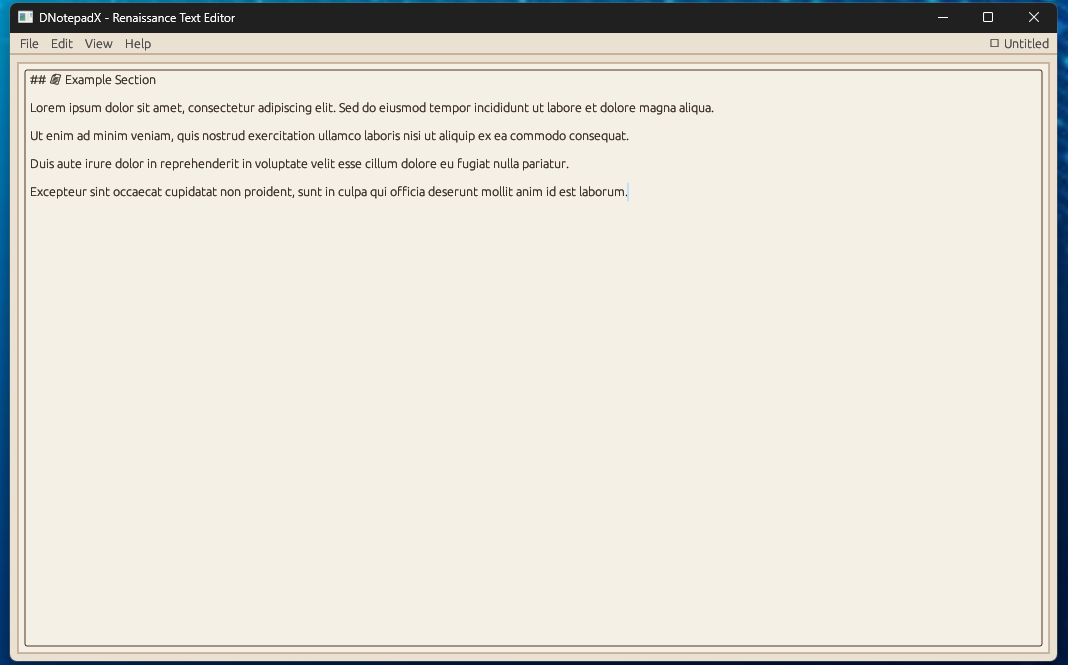 DNotepadX - Renaissance Text Editor
File Edit View Help
☐ Untitled
## 🗐 Example Section
Lorem ipsum dolor sit amet, consectetur adipiscing elit. Sed do eiusmod tempor incididunt ut labore et dolore magna aliqua.
Ut enim ad minim veniam, quis nostrud exercitation ullamco laboris nisi ut aliquip ex ea commodo consequat.
Duis aute irure dolor in reprehenderit in voluptate velit esse cillum dolore eu fugiat nulla pariatur.
Excepteur sint occaecat cupidatat non proident, sunt in culpa qui officia deserunt mollit anim id est laborum.